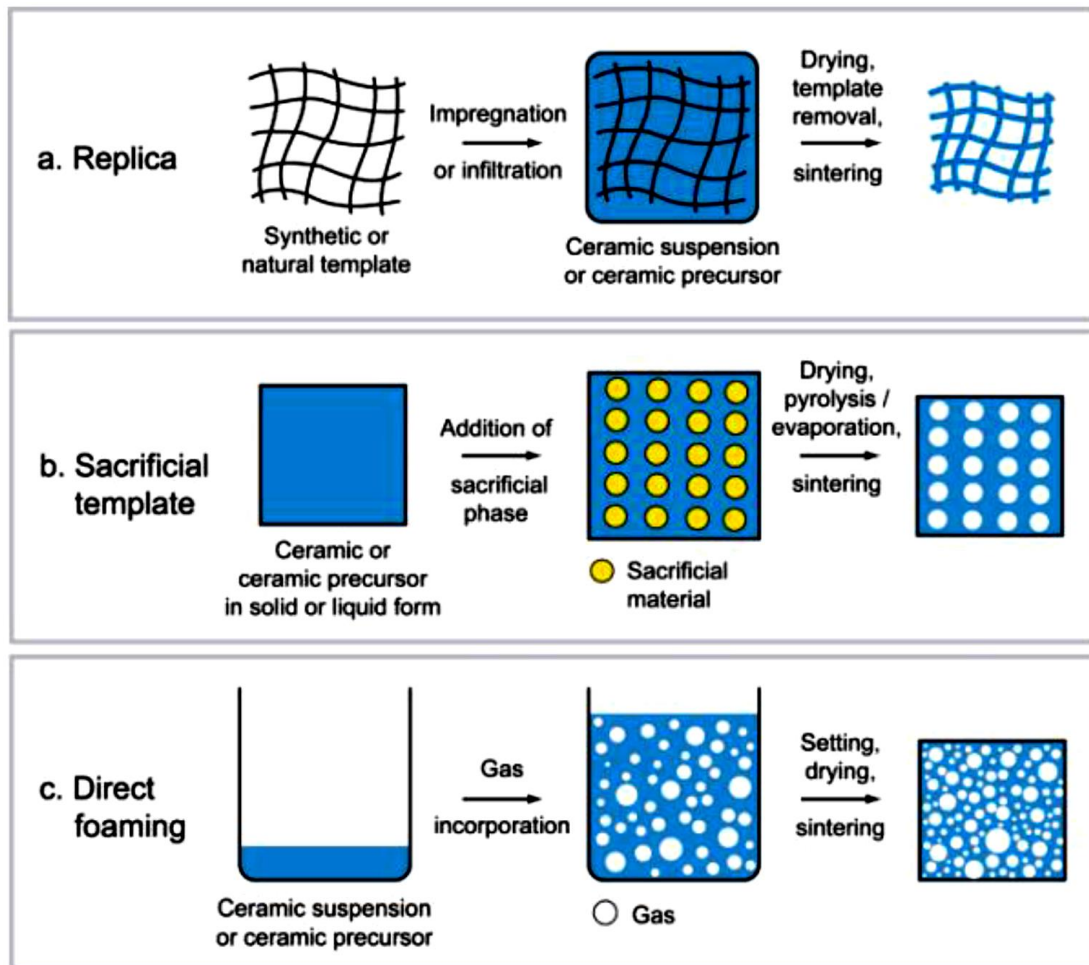 a. Replica
Synthetic or
natural template
Impregnation
or infiltration
Ceramic suspension
or ceramic precursor
Drying,
template
removal,
sintering
b. Sacrificial
template
Ceramic or
ceramic precursor
in solid or liquid form
Addition of
sacrificial
phase
Sacrificial
material
Drying,
pyrolysis /
evaporation,
sintering
c. Direct
foaming
Ceramic suspension
or ceramic precursor
Gas
incorporation
Gas
Setting,
drying,
sintering